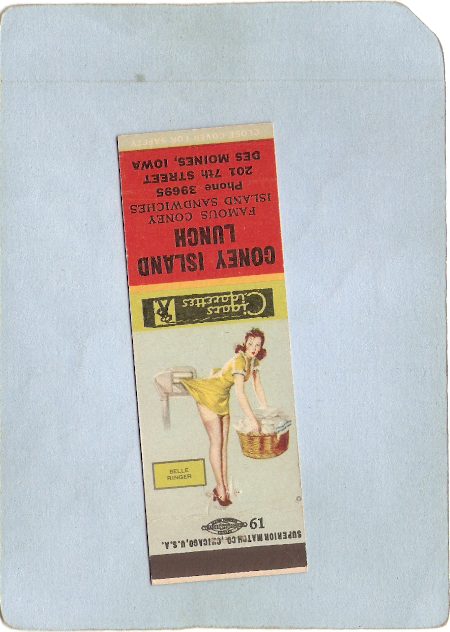 CLOSE COVER FOR SAFETY
CONEY ISLAND
LUNCH
FAMOUS CONEY
ISLAND SANDWICHES
Phone 39695
201 7th STREET
DES MOINES, IOWA
Cigars
Cigarettes
BELLE
RINGER
61
SUPERIOR MATCH CO., CHICAGO, U.S.A.